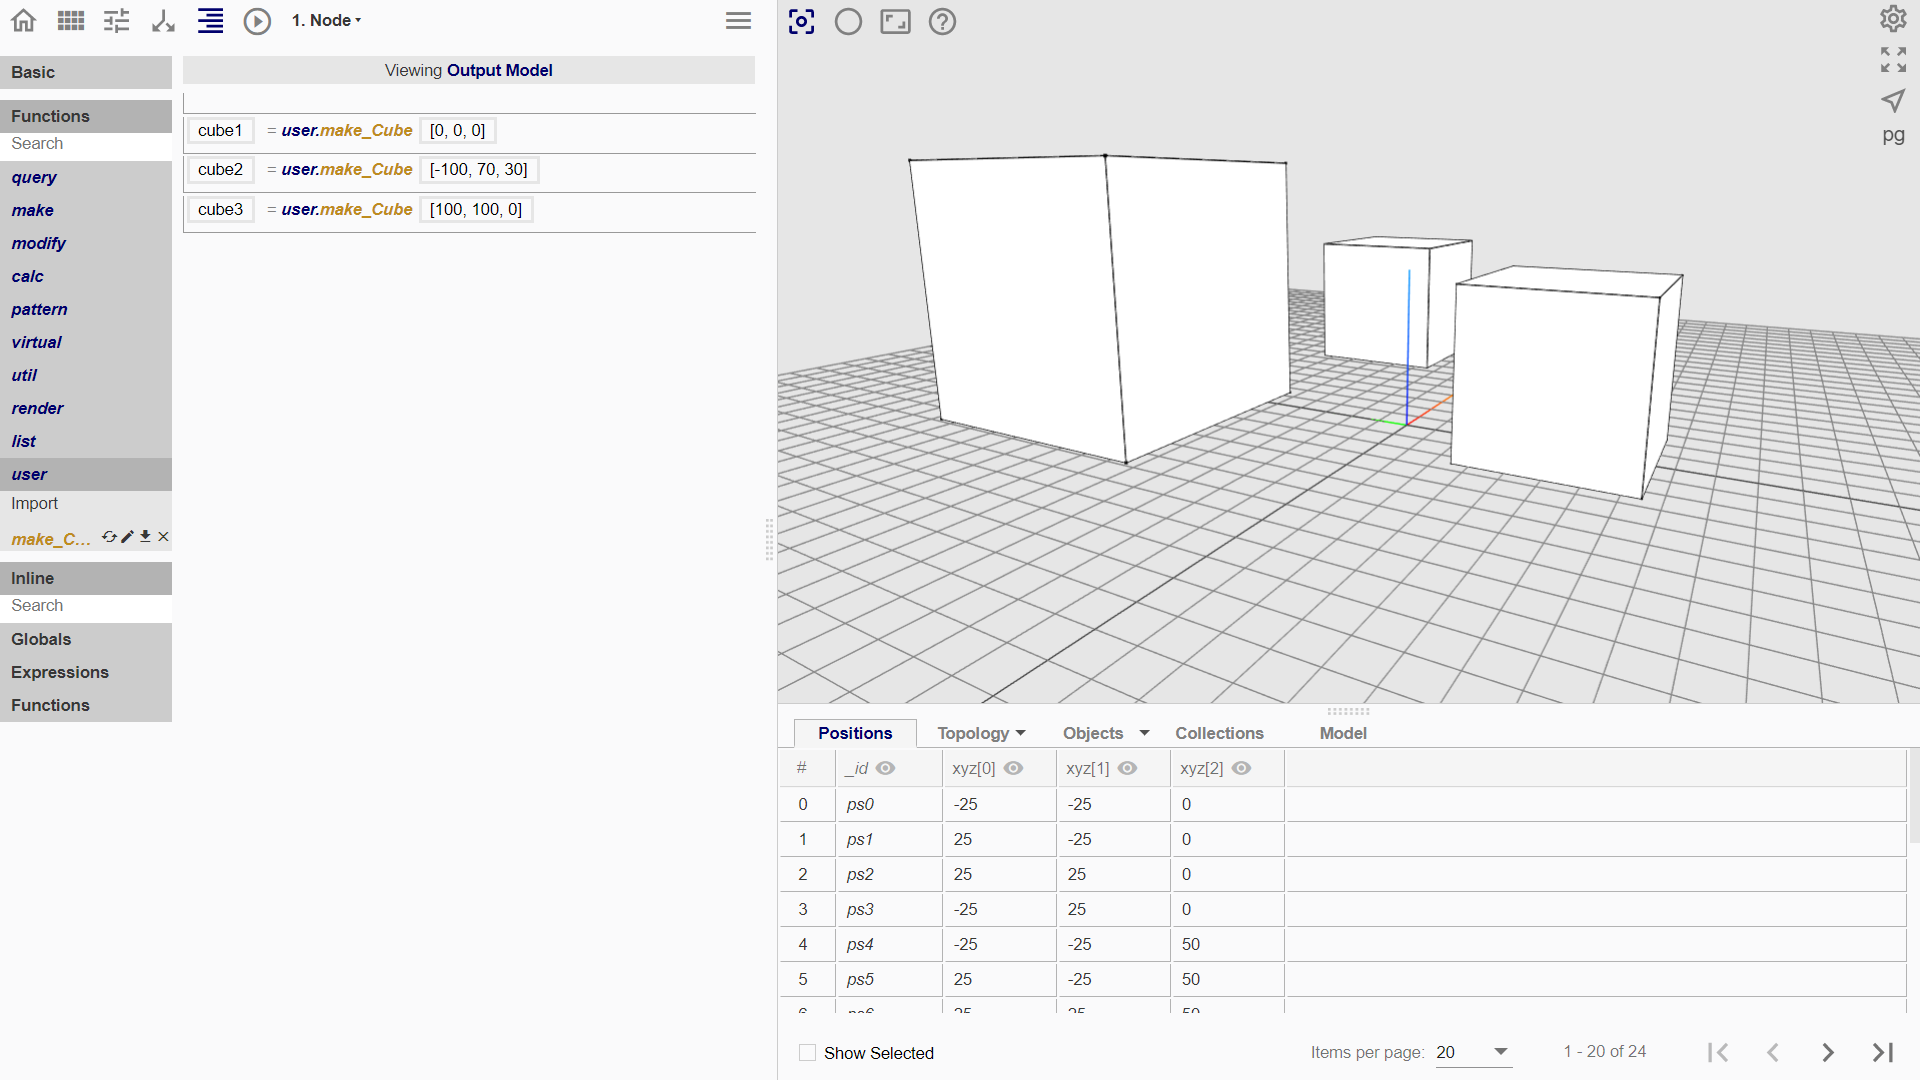 1. Node
Basic
Functions
Search
query
make
modify
calc
pattern
virtual
util
render
list
user
Import
make_C...
Inline
Search
Globals
Expressions
Functions
Viewing Output Model
cube1 = user.make_Cube [0, 0, 0]
cube2 = user.make_Cube [-100, 70, 30]
cube3 = user.make_Cube [100, 100, 0]
pg
Positions Topology Objects Collections Model
# _id xyz[0] xyz[1] xyz[2]
0 ps0 -25 -25 0
1 ps1 25 -25 0
2 ps2 25 25 0
3 ps3 -25 25 0
4 ps4 -25 -25 50
5 ps5 25 -25 50
6 ps6 25 25 50
Show Selected
Items per page: 20 1 - 20 of 24